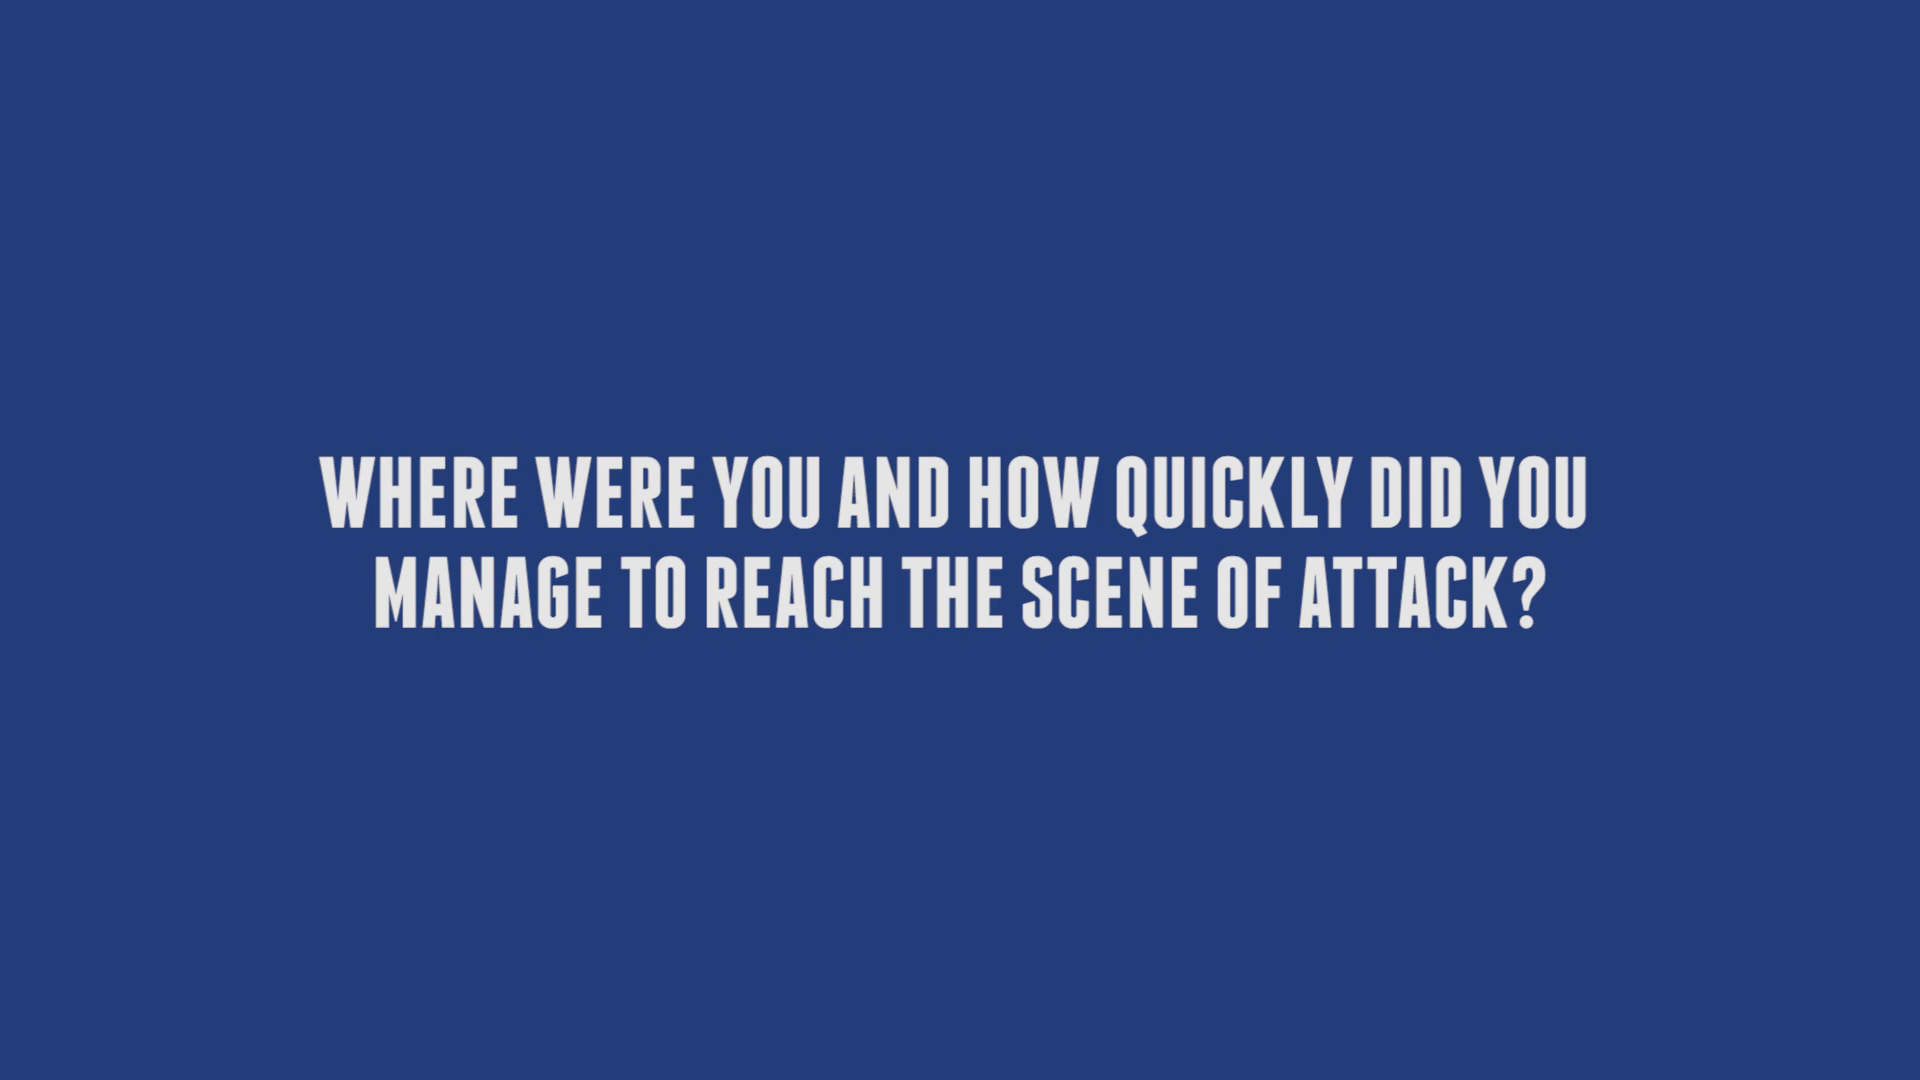 WHERE WERE YOU AND HOW QUICKLY DID YOU
MANAGE TO REACH THE SCENE OF ATTACK?